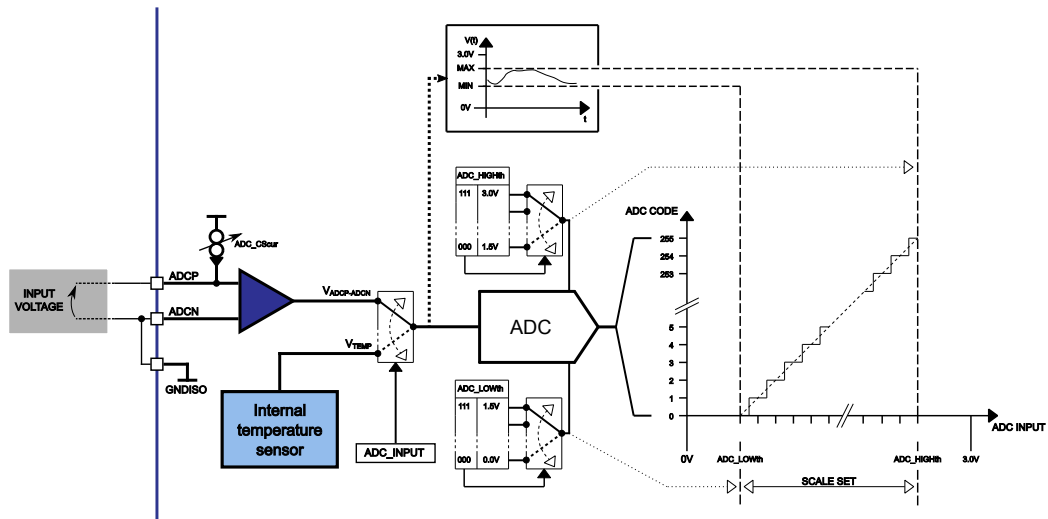 V(t)
3.0V
MAX
MIN
0V
t
ADC_HIGHth
111 3.0V
000 1.5V
ADC_CScur
ADCP
INPUT
VOLTAGE
ADCN
GNDISO
VADCP-ADCN
VTEMP
ADC
Internal
temperature
sensor
ADC_INPUT
ADC_LOWth
111 1.5V
000 0.0V
ADC CODE
255
254
253
5
4
3
2
1
0
ADC INPUT
0V
ADC_LOWth
ADC_HIGHth
3.0V
SCALE SET